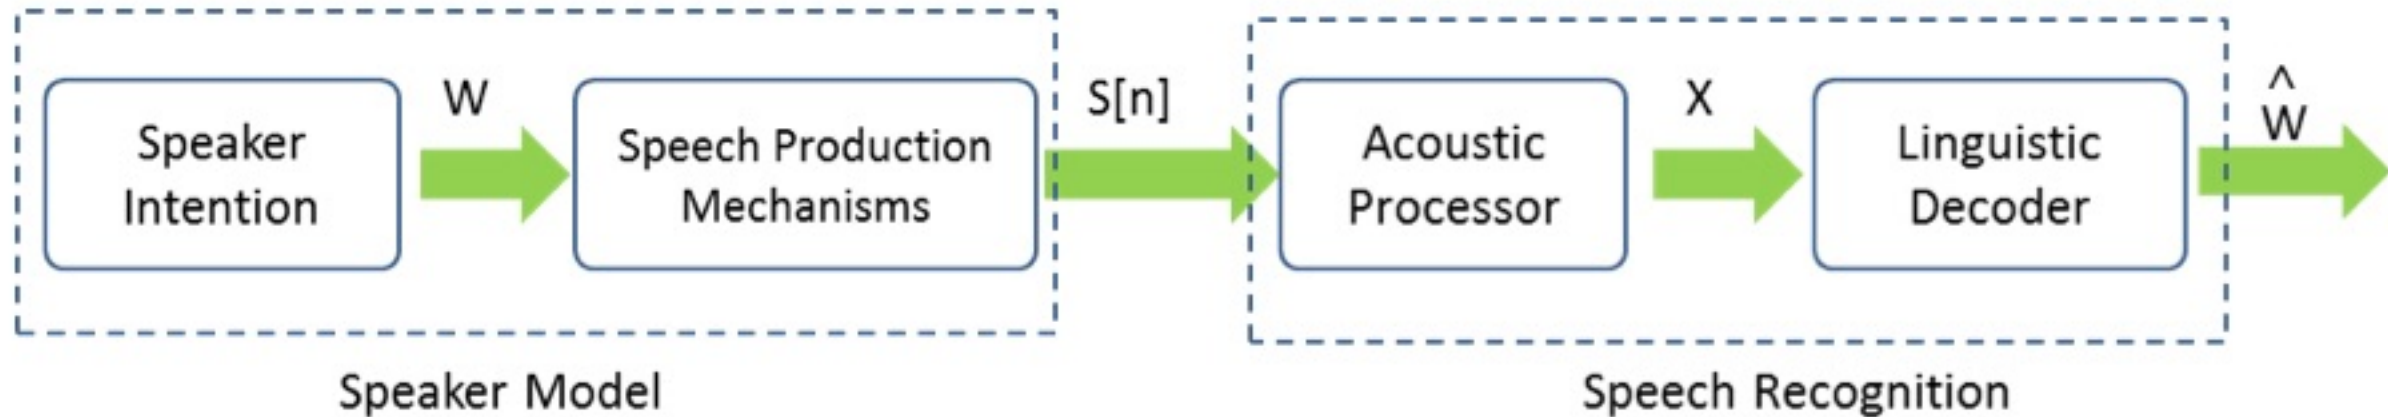 Speaker
Intention
W
Speech Production
Mechanisms
S[n]
Acoustic
Processor
X
Linguistic
Decoder
Ŵ
Speaker Model
Speech Recognition